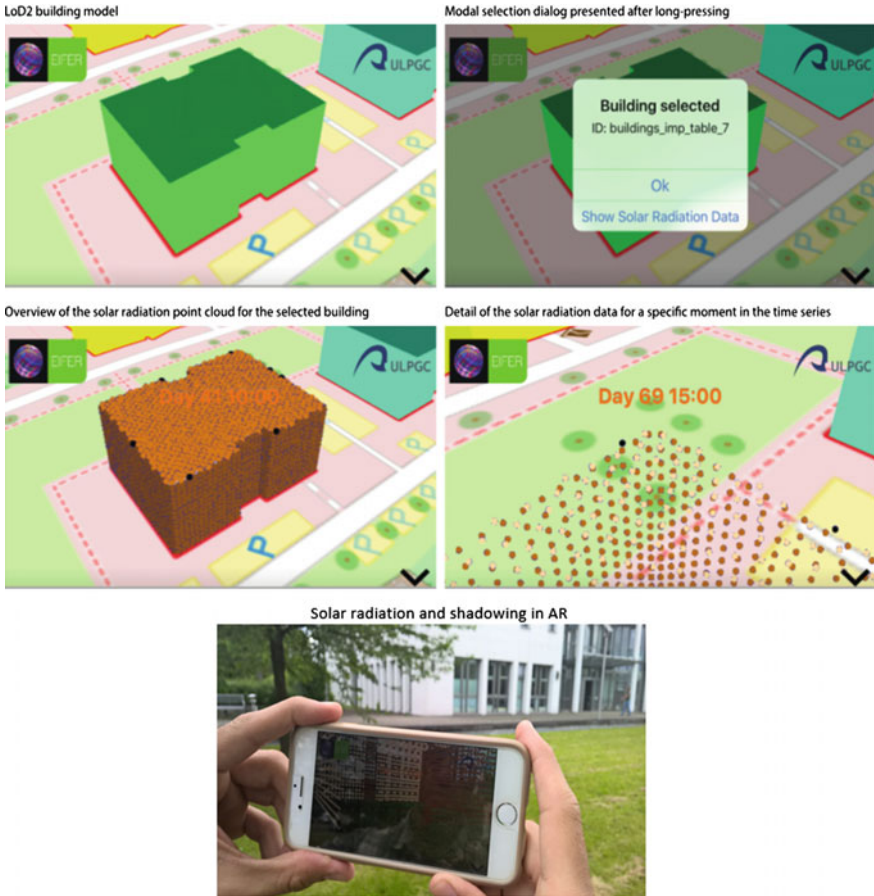 LoD2 building model
Modal selection dialog presented after long-pressing
EIFER
ULPGC
P
P
P
P
EIFER
ULPGC
Building selected
ID: buildings_imp_table_7
Ok
Show Solar Radiation Data
P
Overview of the solar radiation point cloud for the selected building
Detail of the solar radiation data for a specific moment in the time series
EIFER
ULPGC
P
P
P
P
EIFER
ULPGC
Day 69 15:00
Solar radiation and shadowing in AR